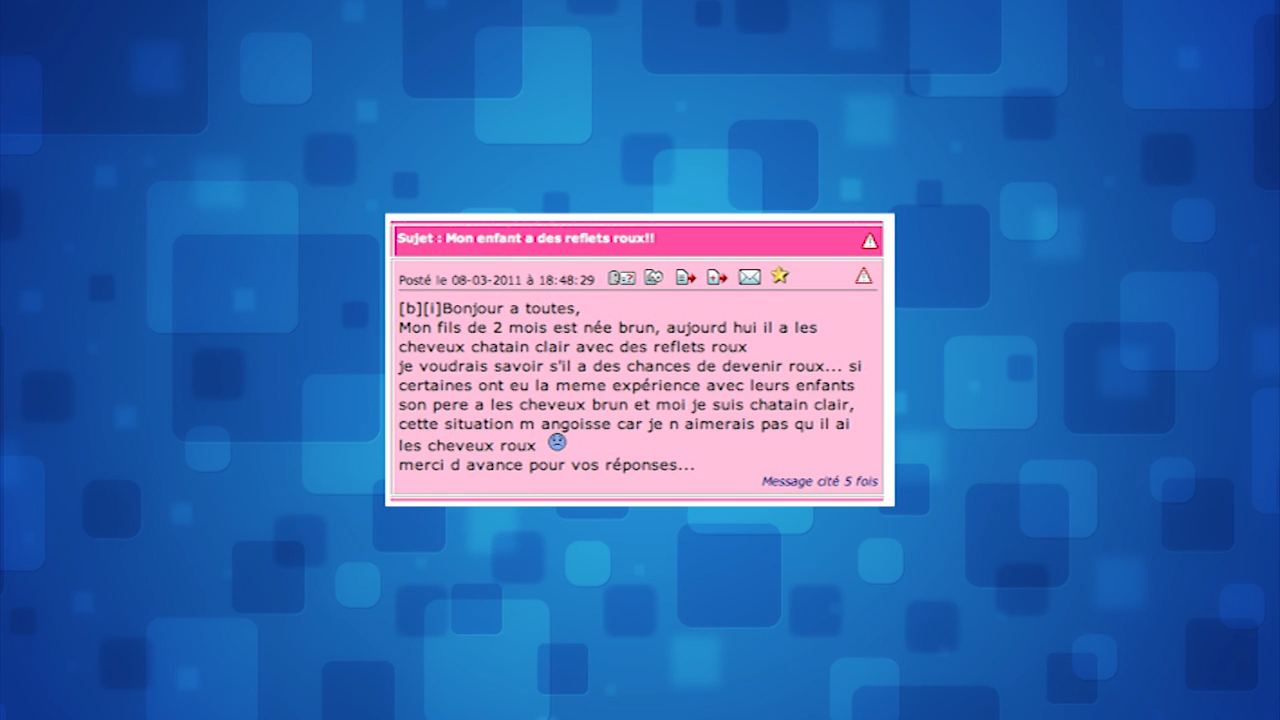 Sujet : Mon enfant a des reflets roux!!
Posté le 08-03-2011 à 18:48:29
[b][i]Bonjour a toutes,
Mon fils de 2 mois est née brun, aujourd hui il a les
cheveux chatain clair avec des reflets roux
je voudrais savoir s'il a des chances de devenir roux... si
certaines ont eu la meme expérience avec leurs enfants
son pere a les cheveux brun et moi je suis chatain clair,
cette situation m angoisse car je n aimerais pas qu il ai
les cheveux roux
merci d avance pour vos réponses...
Message cité 5 fois